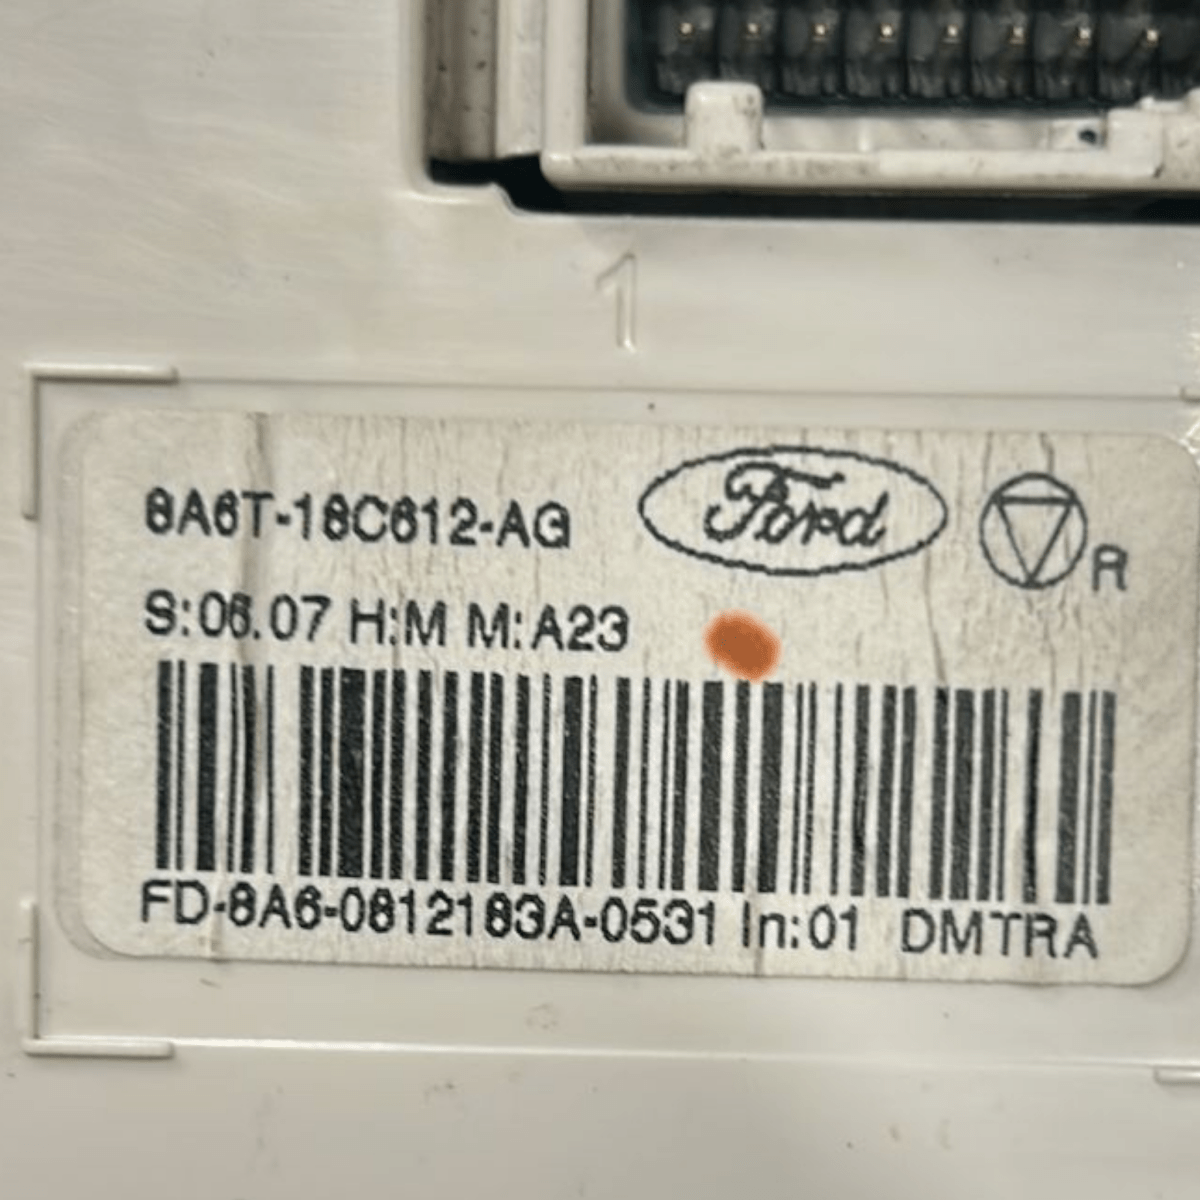 1
8A6T-18C612-AG
Ford
R
S:06.07 H:M M:A23
FD-8A6-0812183A-0531 In:01 DMTRA